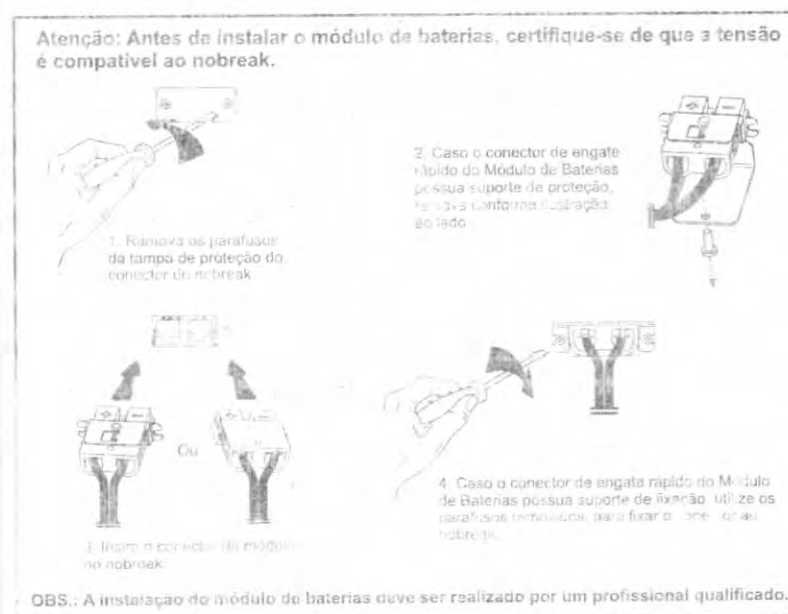 Atenção: Antes de instalar o módulo de baterias, certifique-se de que a tensão
é compatível ao nobreak.
2. Caso o conector de engate
rápido do Módulo de Baterias
possua suporte de proteção,
remova conforme ilustração
ao lado.
1. Remova os parafusos
da tampa de proteção do
conector do nobreak.
Ou
4. Caso o conector de engate rápido do Módulo
de Baterias possua suporte de fixação, utilize os
parafusos removidos, para fixar o conector ao
nobreak.
3. Insira o conector do módulo
no nobreak.
OBS.: A instalação do módulo de baterias deve ser realizado por um profissional qualificado.